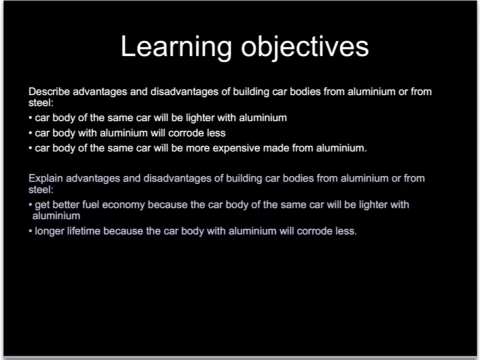 Learning objectives
Describe advantages and disadvantages of building car bodies from aluminium or from
steel:
• car body of the same car will be lighter with aluminium
• car body with aluminium will corrode less
• car body of the same car will be more expensive made from aluminium.
Explain advantages and disadvantages of building car bodies from aluminium or from
steel:
• get better fuel economy because the car body of the same car will be lighter with
aluminium
• longer lifetime because the car body with aluminium will corrode less.